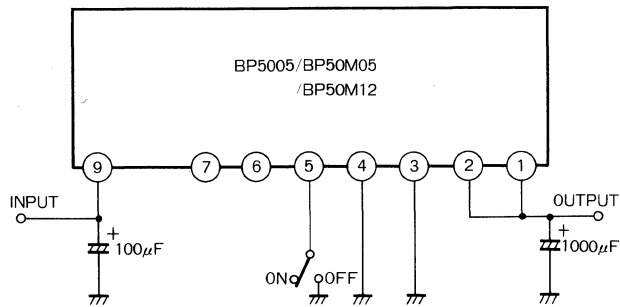 BP5005/BP50M05
/BP50M12
9 7 6 5 4 3 2 1
INPUT
OUTPUT
+
100μF
ON
OFF
+
1000μF